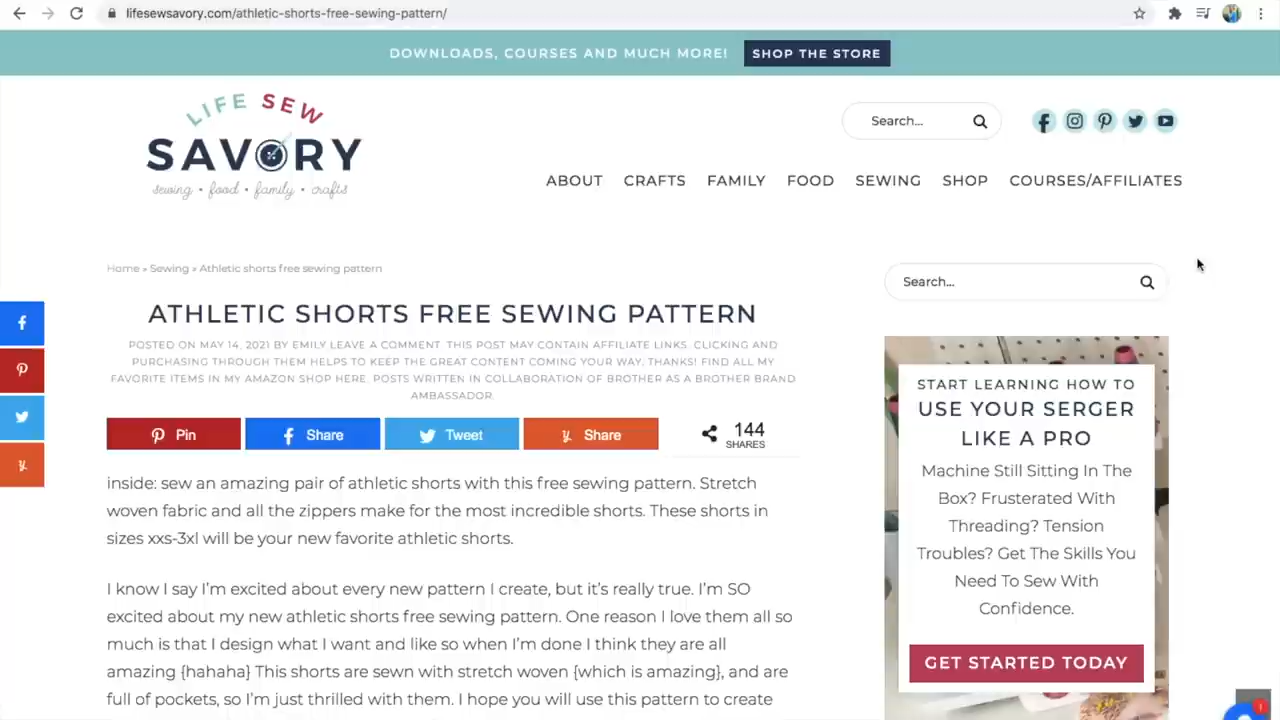 lifesewsavory.com/athletic-shorts-free-sewing-pattern/
DOWNLOADS, COURSES AND MUCH MORE! SHOP THE STORE
LIFE SEW
SAVORY
sewing • food • family • crafts
Search...
ABOUT CRAFTS FAMILY FOOD SEWING SHOP COURSES/AFFILIATES
Home » Sewing » Athletic shorts free sewing pattern
ATHLETIC SHORTS FREE SEWING PATTERN
POSTED ON MAY 14, 2021 BY EMILY LEAVE A COMMENT. THIS POST MAY CONTAIN AFFILIATE LINKS. CLICKING AND
PURCHASING THROUGH THEM HELPS TO KEEP THE GREAT CONTENT COMING YOUR WAY, THANKS! FIND ALL MY
FAVORITE ITEMS IN MY AMAZON SHOP HERE. POSTS WRITTEN IN COLLABORATION OF BROTHER AS A BROTHER BRAND
AMBASSADOR.
Pin Share Tweet Share 144
SHARES
inside: sew an amazing pair of athletic shorts with this free sewing pattern. Stretch
woven fabric and all the zippers make for the most incredible shorts. These shorts in
sizes xxs-3xl will be your new favorite athletic shorts.
I know I say I'm excited about every new pattern I create, but it's really true. I'm SO
excited about my new athletic shorts free sewing pattern. One reason I love them all so
much is that I design what I want and like so when I'm done I think they are all
amazing {hahaha} This shorts are sewn with stretch woven {which is amazing}, and are
full of pockets, so I'm just thrilled with them. I hope you will use this pattern to create
Search...
START LEARNING HOW TO
USE YOUR SERGER
LIKE A PRO
Machine Still Sitting In The
Box? Frusterated With
Threading? Tension
Troubles? Get The Skills You
Need To Sew With
Confidence.
GET STARTED TODAY
1